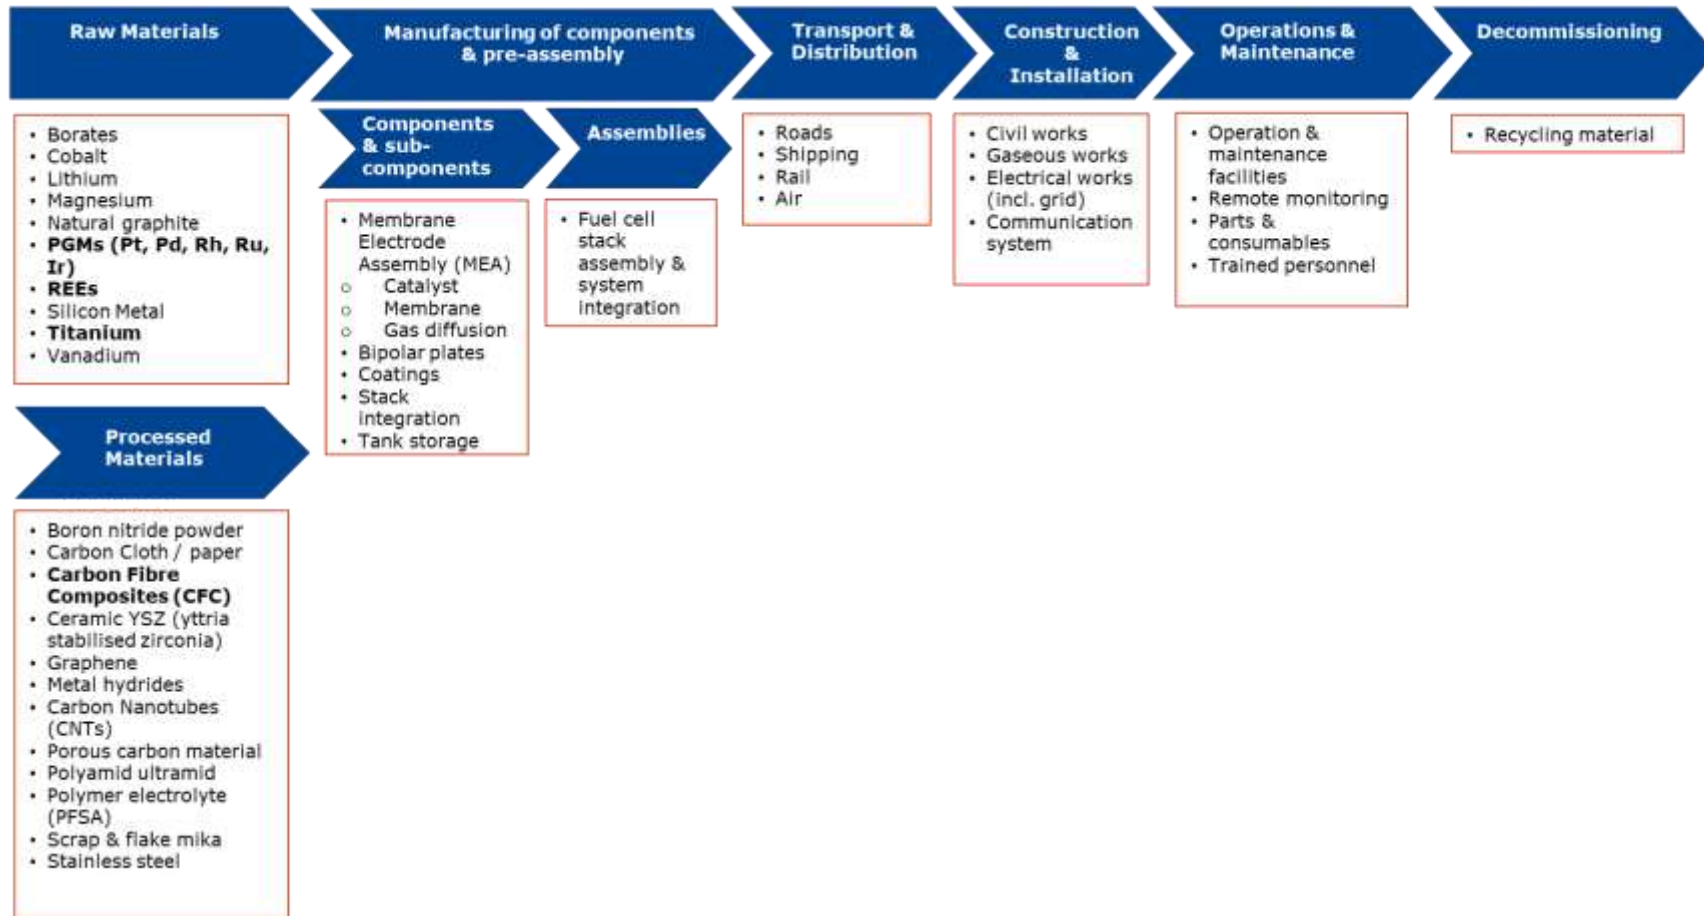 Raw Materials
Manufacturing of components
& pre-assembly
Transport &
Distribution
Construction
&
Installation
Operations &
Maintenance
Decommissioning
• Borates
• Cobalt
• Lithium
• Magnesium
• Natural graphite
• PGMs (Pt, Pd, Rh, Ru,
Ir)
• REEs
• Silicon Metal
• Titanium
• Vanadium
Processed
Materials
• Boron nitride powder
• Carbon Cloth / paper
• Carbon Fibre
Composites (CFC)
• Ceramic YSZ (yttria
stabilised zirconia)
• Graphene
• Metal hydrides
• Carbon Nanotubes
(CNTs)
• Porous carbon material
• Polyamid ultramid
• Polymer electrolyte
(PFSA)
• Scrap & flake mika
• Stainless steel
Components
& sub-
components
• Membrane
Electrode
Assembly (MEA)
o Catalyst
o Membrane
o Gas diffusion
• Bipolar plates
• Coatings
• Stack
integration
• Tank storage
Assemblies
• Fuel cell
stack
assembly &
system
integration
• Roads
• Shipping
• Rail
• Air
• Civil works
• Gaseous works
• Electrical works
(incl. grid)
• Communication
system
• Operation &
maintenance
facilities
• Remote monitoring
• Parts &
consumables
• Trained personnel
• Recycling material